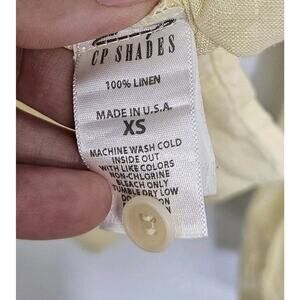 CP SHADES
100% LINEN
MADE IN U.S.A.
XS
MACHINE WASH COLD
INSIDE OUT
WITH LIKE COLORS
NON-CHLORINE
BLEACH ONLY
TUMBLE DRY LOW